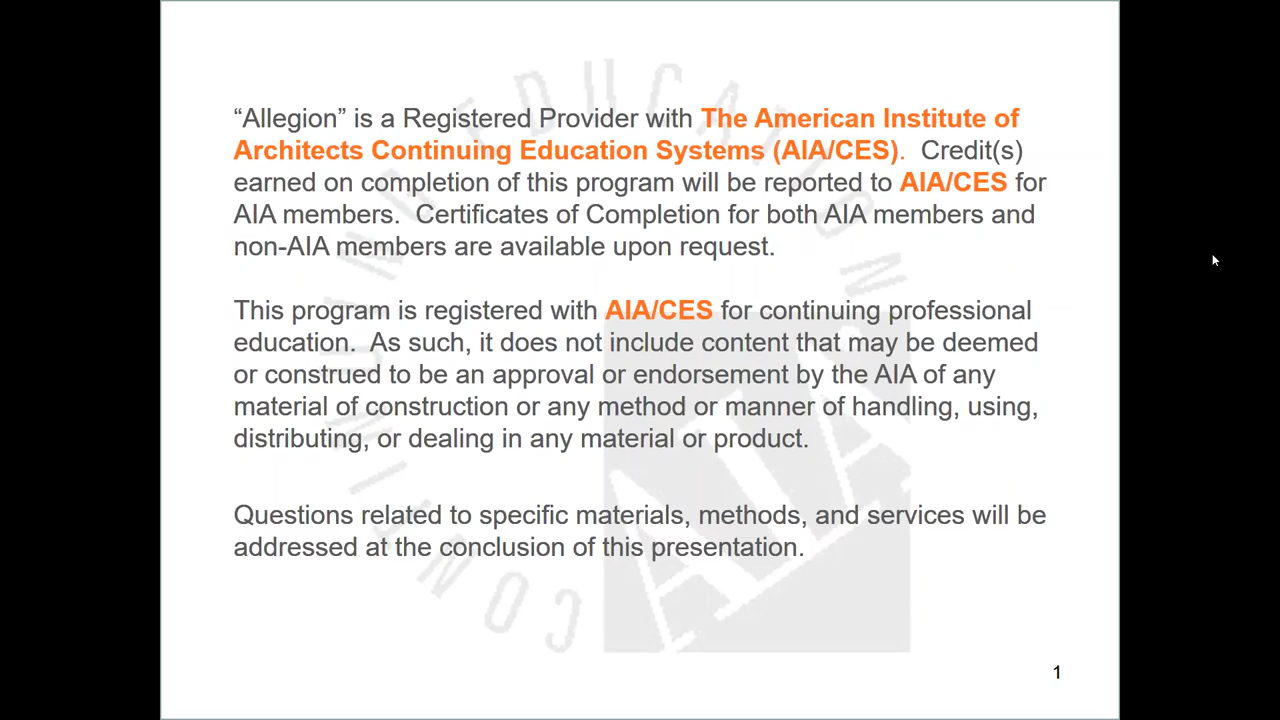 “Allegion” is a Registered Provider with The American Institute of
Architects Continuing Education Systems (AIA/CES).  Credit(s)
earned on completion of this program will be reported to AIA/CES for
AIA members.  Certificates of Completion for both AIA members and
non-AIA members are available upon request.
This program is registered with AIA/CES for continuing professional
education.  As such, it does not include content that may be deemed
or construed to be an approval or endorsement by the AIA of any
material of construction or any method or manner of handling, using,
distributing, or dealing in any material or product.
Questions related to specific materials, methods, and services will be
addressed at the conclusion of this presentation.
CONTINUING EDUCATION
AIA
1